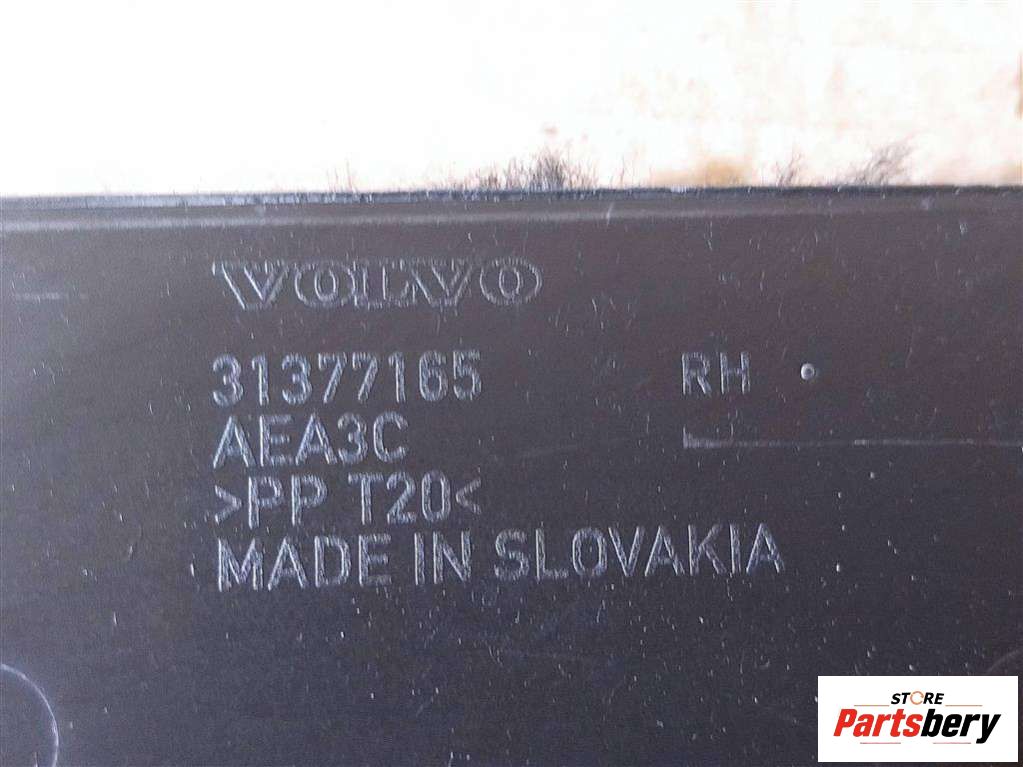 VOLVO
31377165 RH
AEA3C
>PP T20<
MADE IN SLOVAKIA
STORE
Partsbery